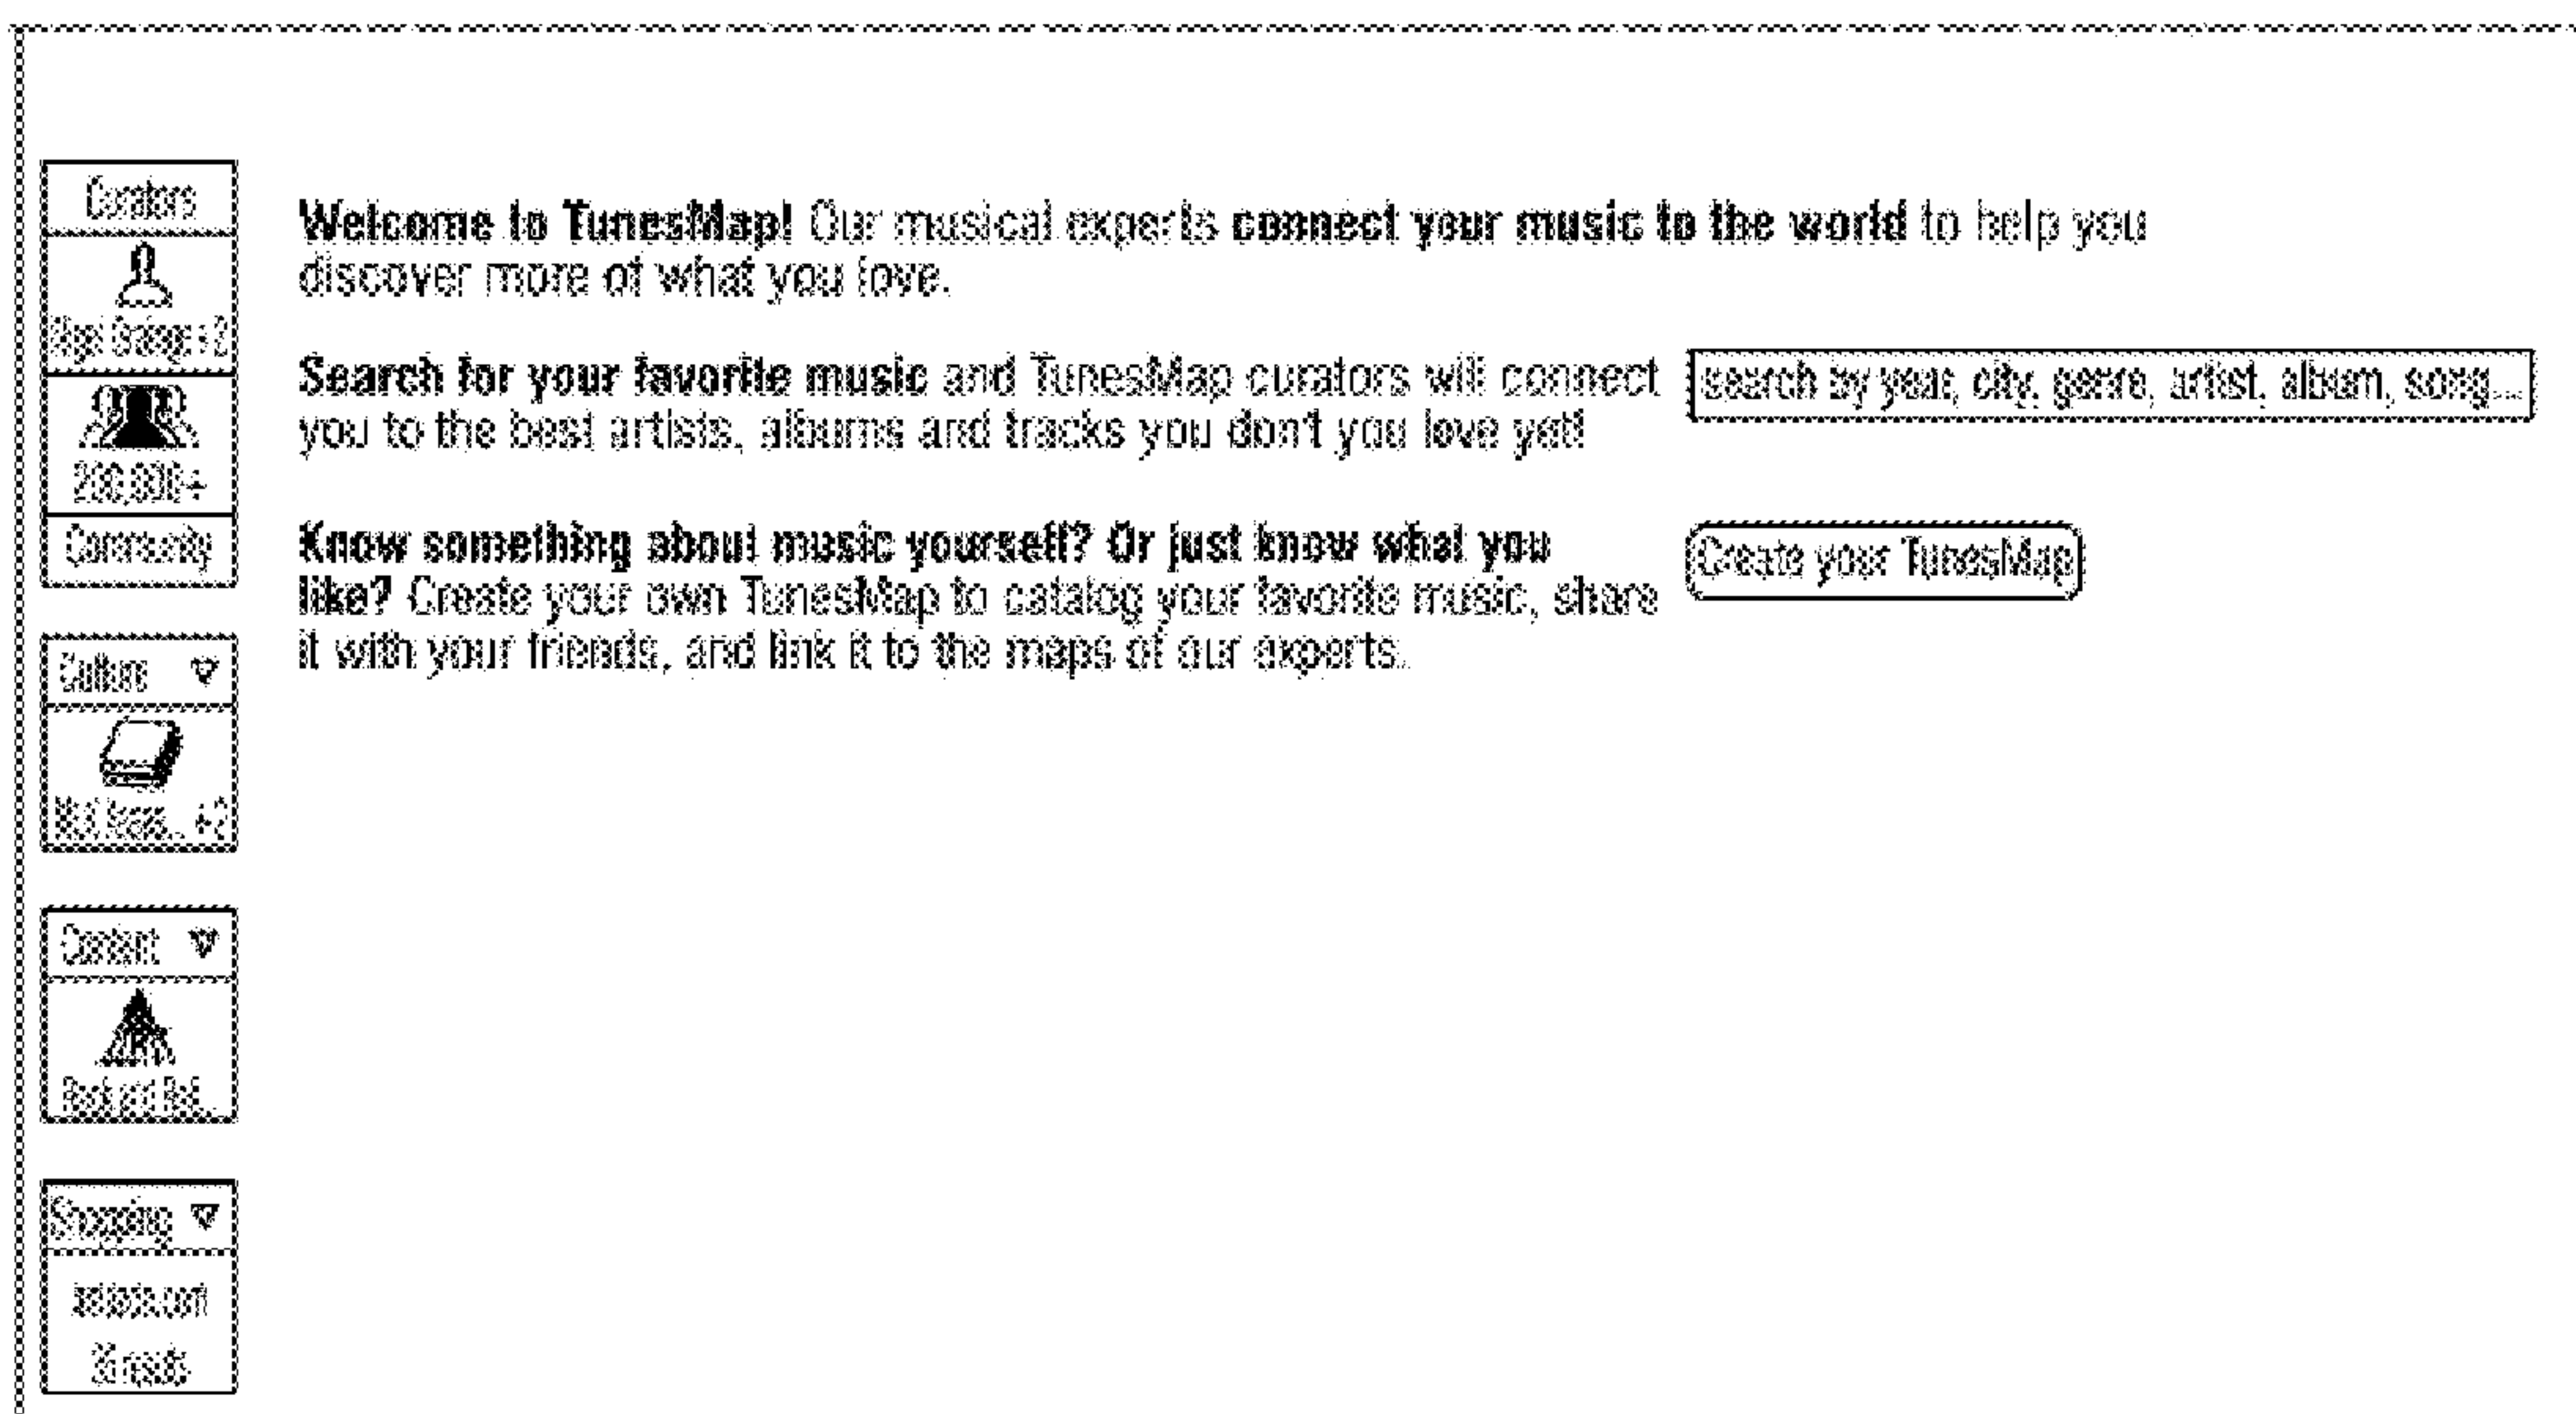 Curators
+2
200,000+
Community
Culture
+2
Content
Rock and Roll...
Shopping
Welcome to TunesMap! Our musical experts connect your music to the world to help you
discover more of what you love.
Search for your favorite music and TunesMap curators will connect
you to the best artists, albums and tracks you don't you love yet!
search by year, city, genre, artist, album, song...
Know something about music yourself? Or just know what you
like? Create your own TunesMap to catalog your favorite music, share
it with your friends, and link it to the maps of our experts.
Create your TunesMap